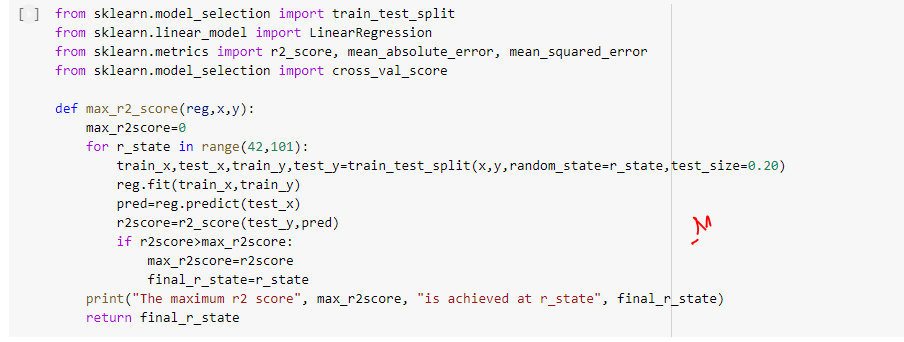 [ ] from sklearn.model_selection import train_test_split
from sklearn.linear_model import LinearRegression
from sklearn.metrics import r2_score, mean_absolute_error, mean_squared_error
from sklearn.model_selection import cross_val_score

def max_r2_score(reg,x,y):
    max_r2score=0
    for r_state in range(42,101):
        train_x,test_x,train_y,test_y=train_test_split(x,y,random_state=r_state,test_size=0.20)
        reg.fit(train_x,train_y)
        pred=reg.predict(test_x)
        r2score=r2_score(test_y,pred)
        if r2score>max_r2score:
            max_r2score=r2score
            final_r_state=r_state
    print("The maximum r2 score", max_r2score, "is achieved at r_state", final_r_state)
    return final_r_state